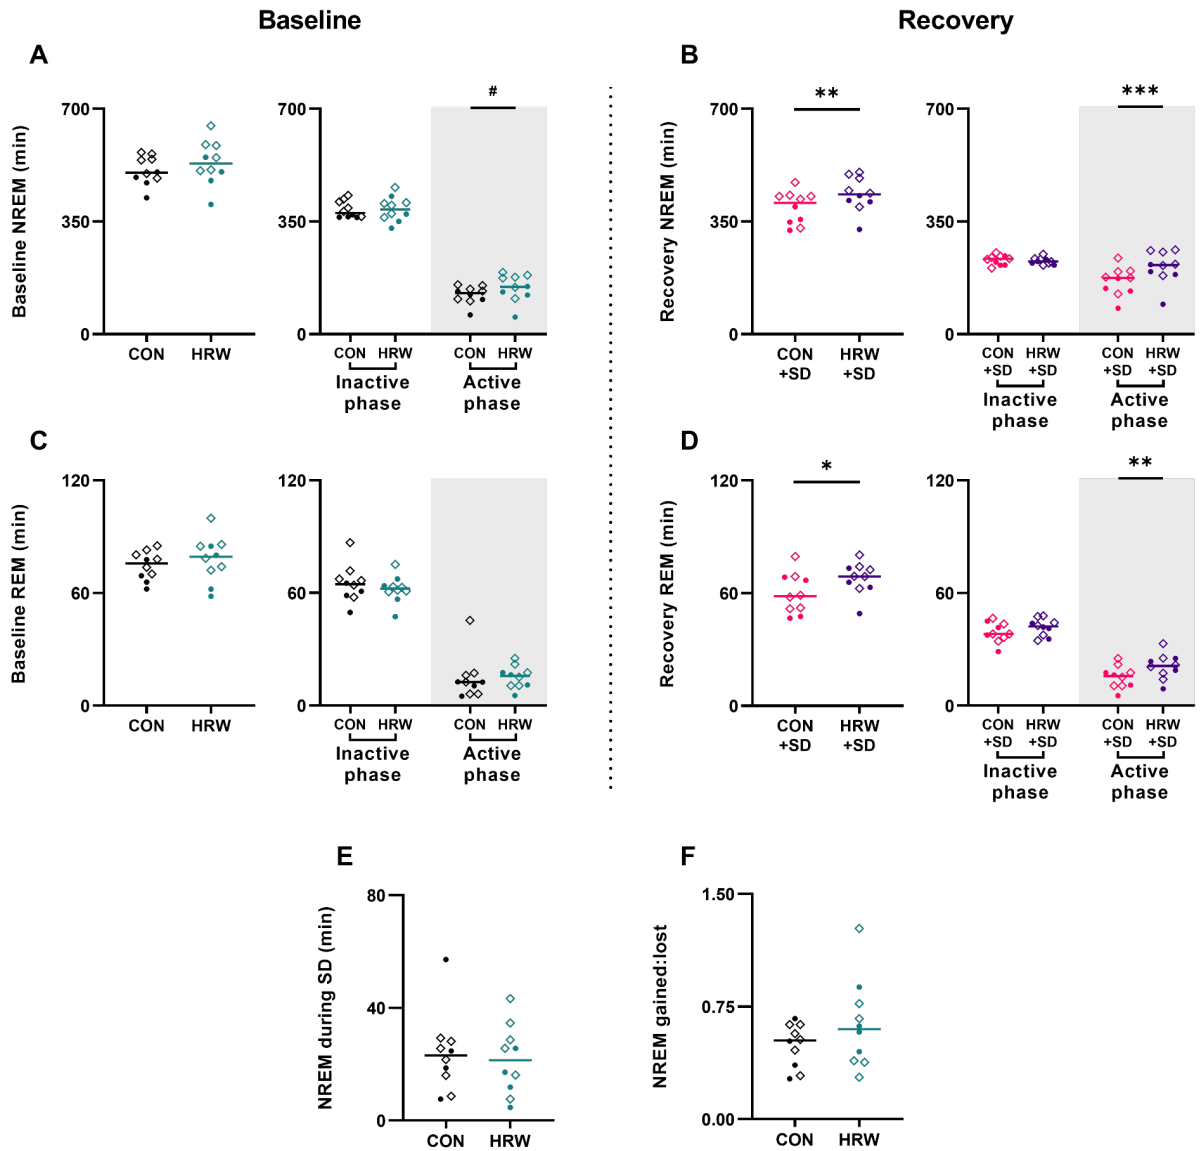 Baseline
Recovery
A
B
#
**
***
700
350
0
Baseline NREM (min)
CON HRW
700
350
0
CON HRW CON HRW
Inactive phase
Active phase
700
350
0
Recovery NREM (min)
CON +SD
HRW +SD
700
350
0
CON +SD
HRW +SD
CON +SD
HRW +SD
Inactive phase
Active phase
C
D
*
**
120
60
0
Baseline REM (min)
CON HRW
120
60
0
CON HRW CON HRW
Inactive phase
Active phase
120
60
0
Recovery REM (min)
CON +SD
HRW +SD
120
60
0
CON +SD
HRW +SD
CON +SD
HRW +SD
Inactive phase
Active phase
E
80
40
0
NREM during SD (min)
CON HRW
F
1.50
0.75
0.00
NREM gained:lost
CON HRW